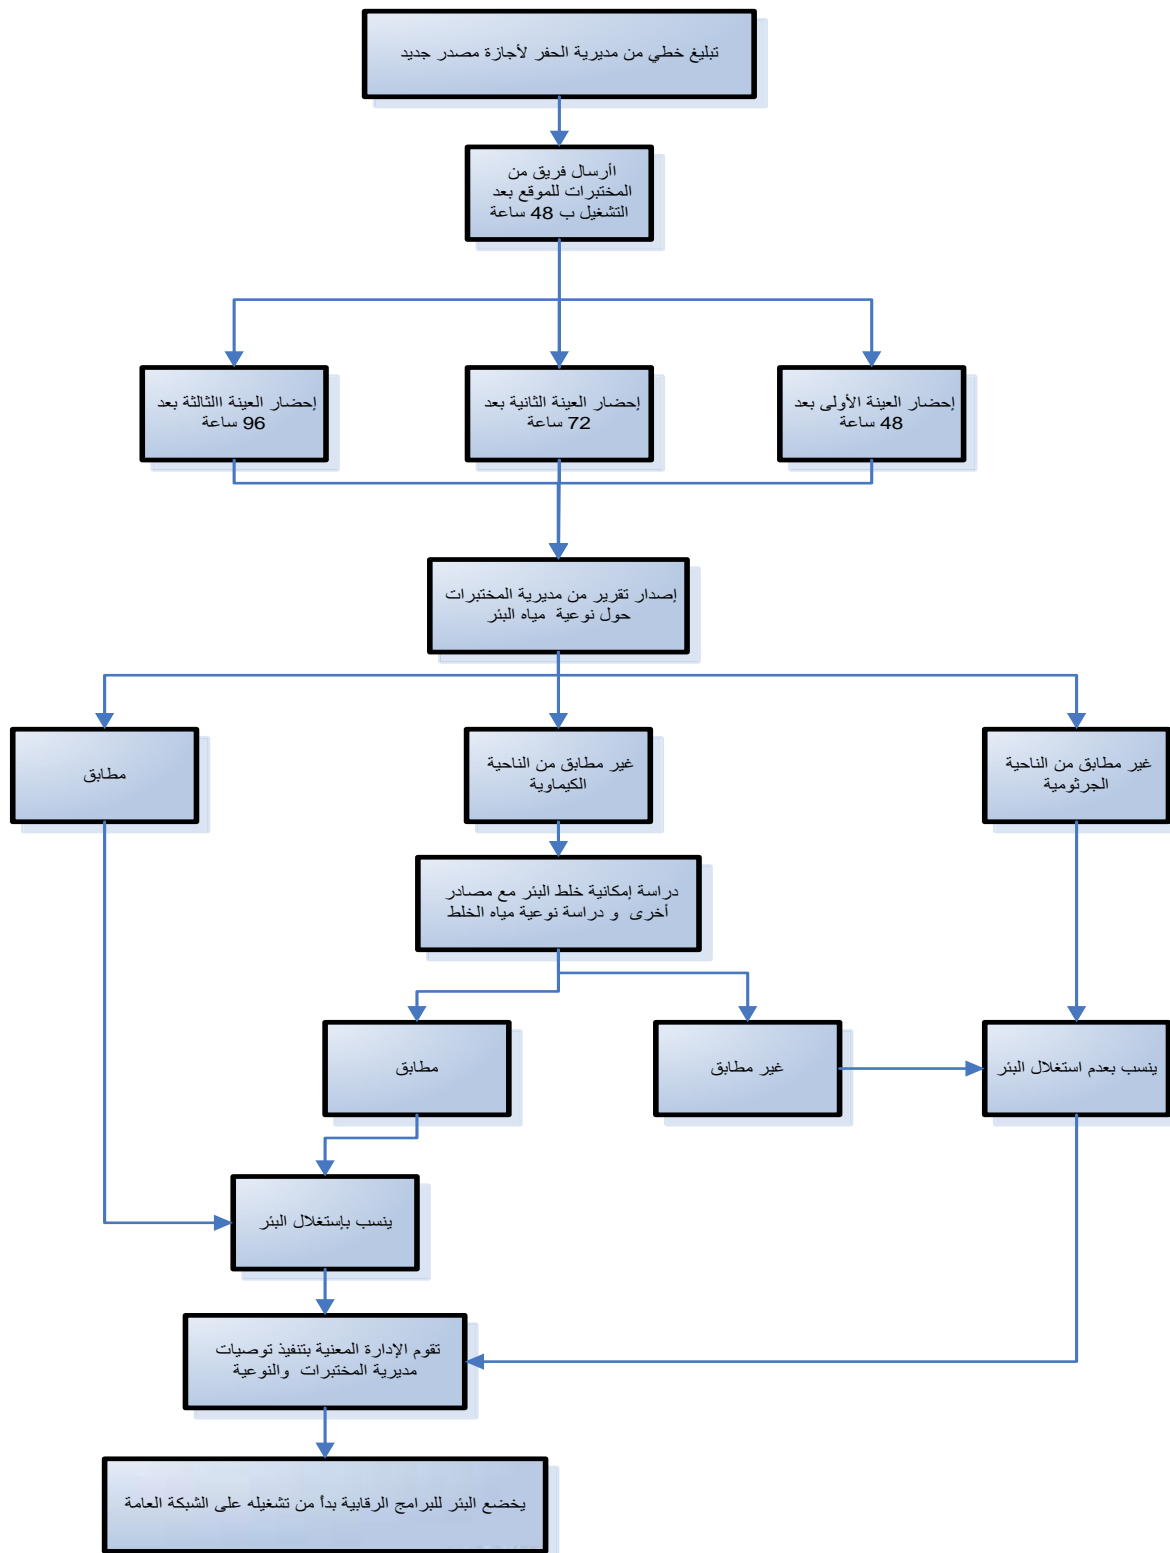 تبليغ خطي من مديرية الحفر لأجازة مصدر جديد
اأرسال فريق من
المختبرات للموقع بعد
التشغيل ب 48 ساعة
إحضار العينة الأولى بعد
48 ساعة
إحضار العينة الثانية بعد
72 ساعة
إحضار العينة االثالثة بعد
96 ساعة
إصدار تقرير من مديرية المختبرات
حول نوعية مياه البئر
غير مطابق من الناحية
الجرثومية
غير مطابق من الناحية
الكيماوية
مطابق
دراسة إمكانية خلط البئر مع مصادر
أخرى و دراسة نوعية مياه الخلط
ينسب بعدم استغلال البئر
غير مطابق
مطابق
ينسب بإستغلال البئر
تقوم الإدارة المعنية بتنفيذ توصيات
مديرية المختبرات والنوعية
يخضع البئر للبرامج الرقابية بدأ من تشغيله على الشبكة العامة